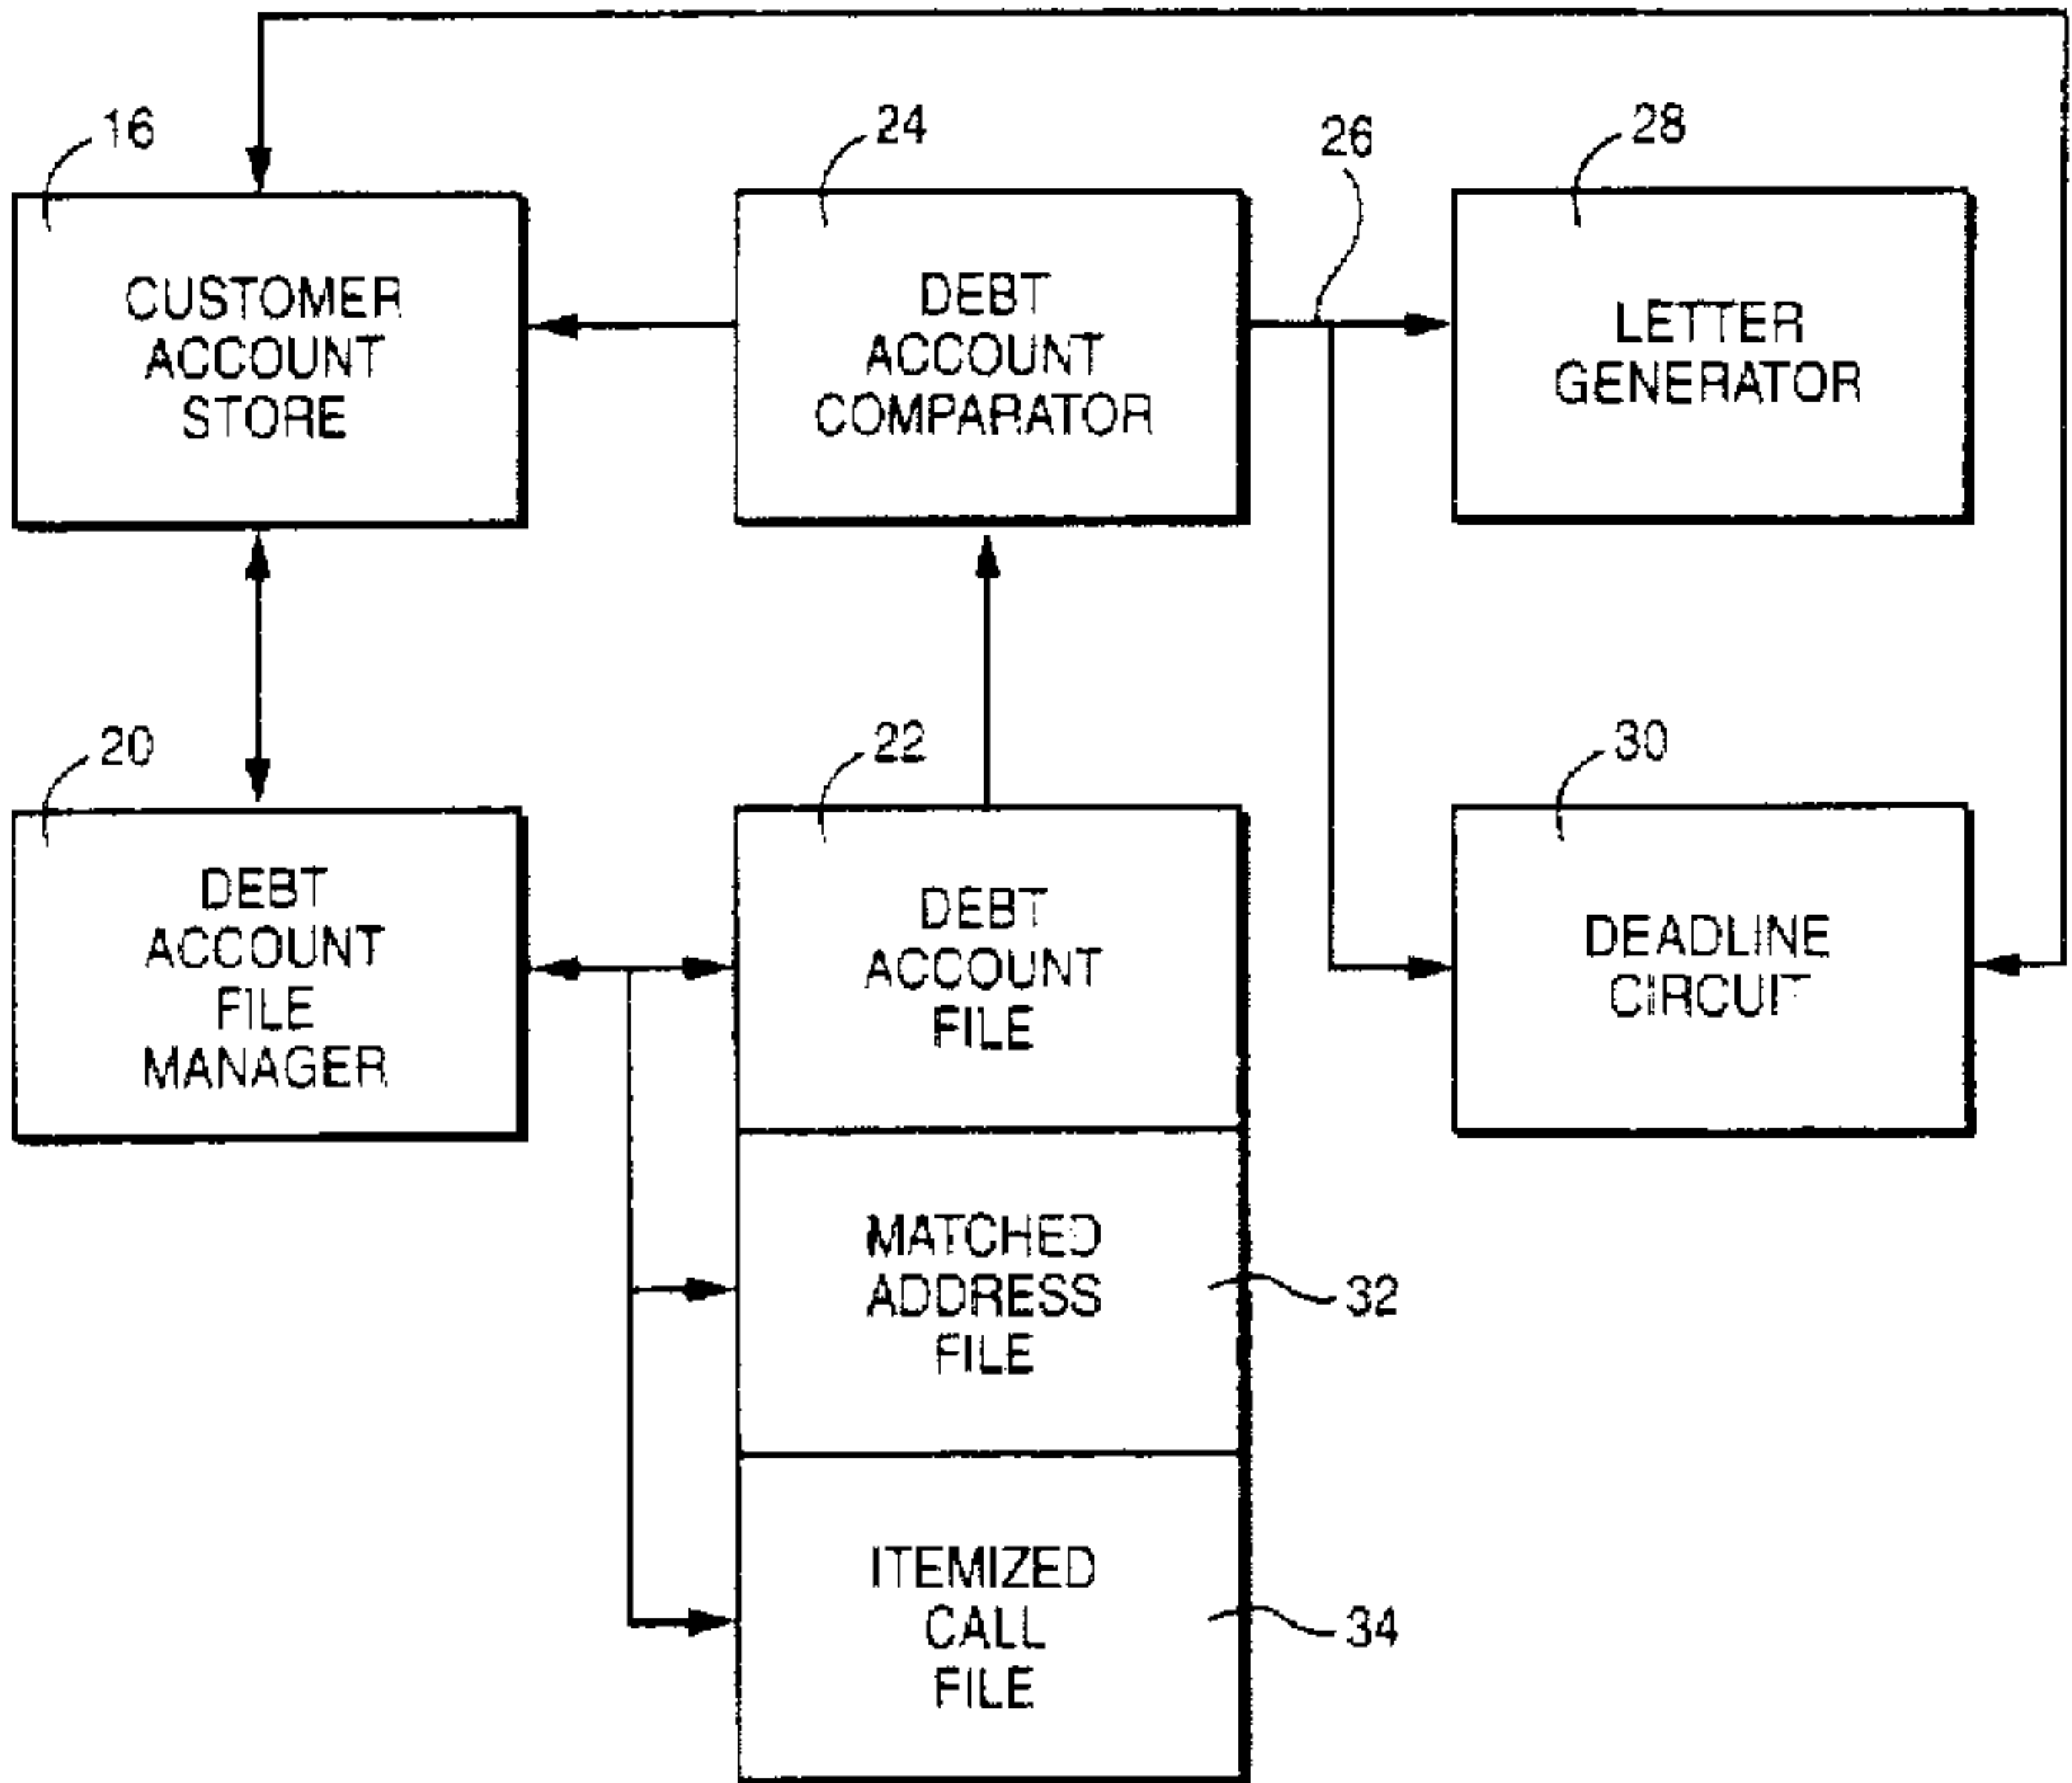 16
CUSTOMER
ACCOUNT
STORE
24
DEBT
ACCOUNT
COMPARATOR
26
28
LETTER
GENERATOR
20
DEBT
ACCOUNT
FILE
MANAGER
22
DEBT
ACCOUNT
FILE
30
DEADLINE
CIRCUIT
MATCHED
ADDRESS
FILE
32
ITEMIZED
CALL
FILE
34